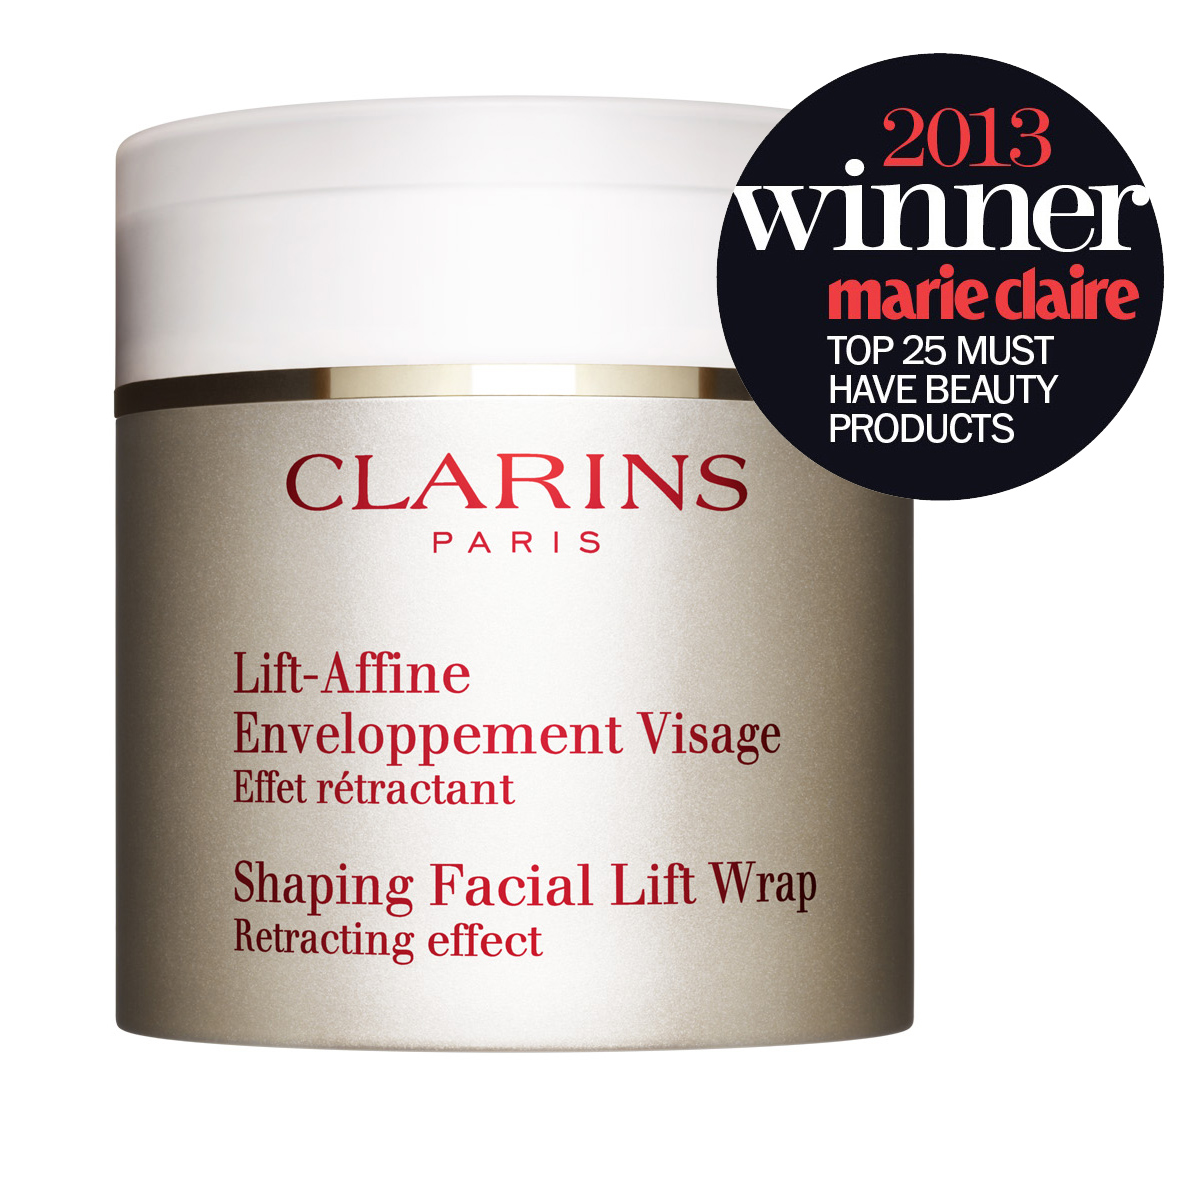 2013
winner
marie claire
TOP 25 MUST
HAVE BEAUTY
PRODUCTS
CLARINS
PARIS
Lift-Affine
Enveloppement Visage
Effet rétractant
Shaping Facial Lift Wrap
Retracting effect